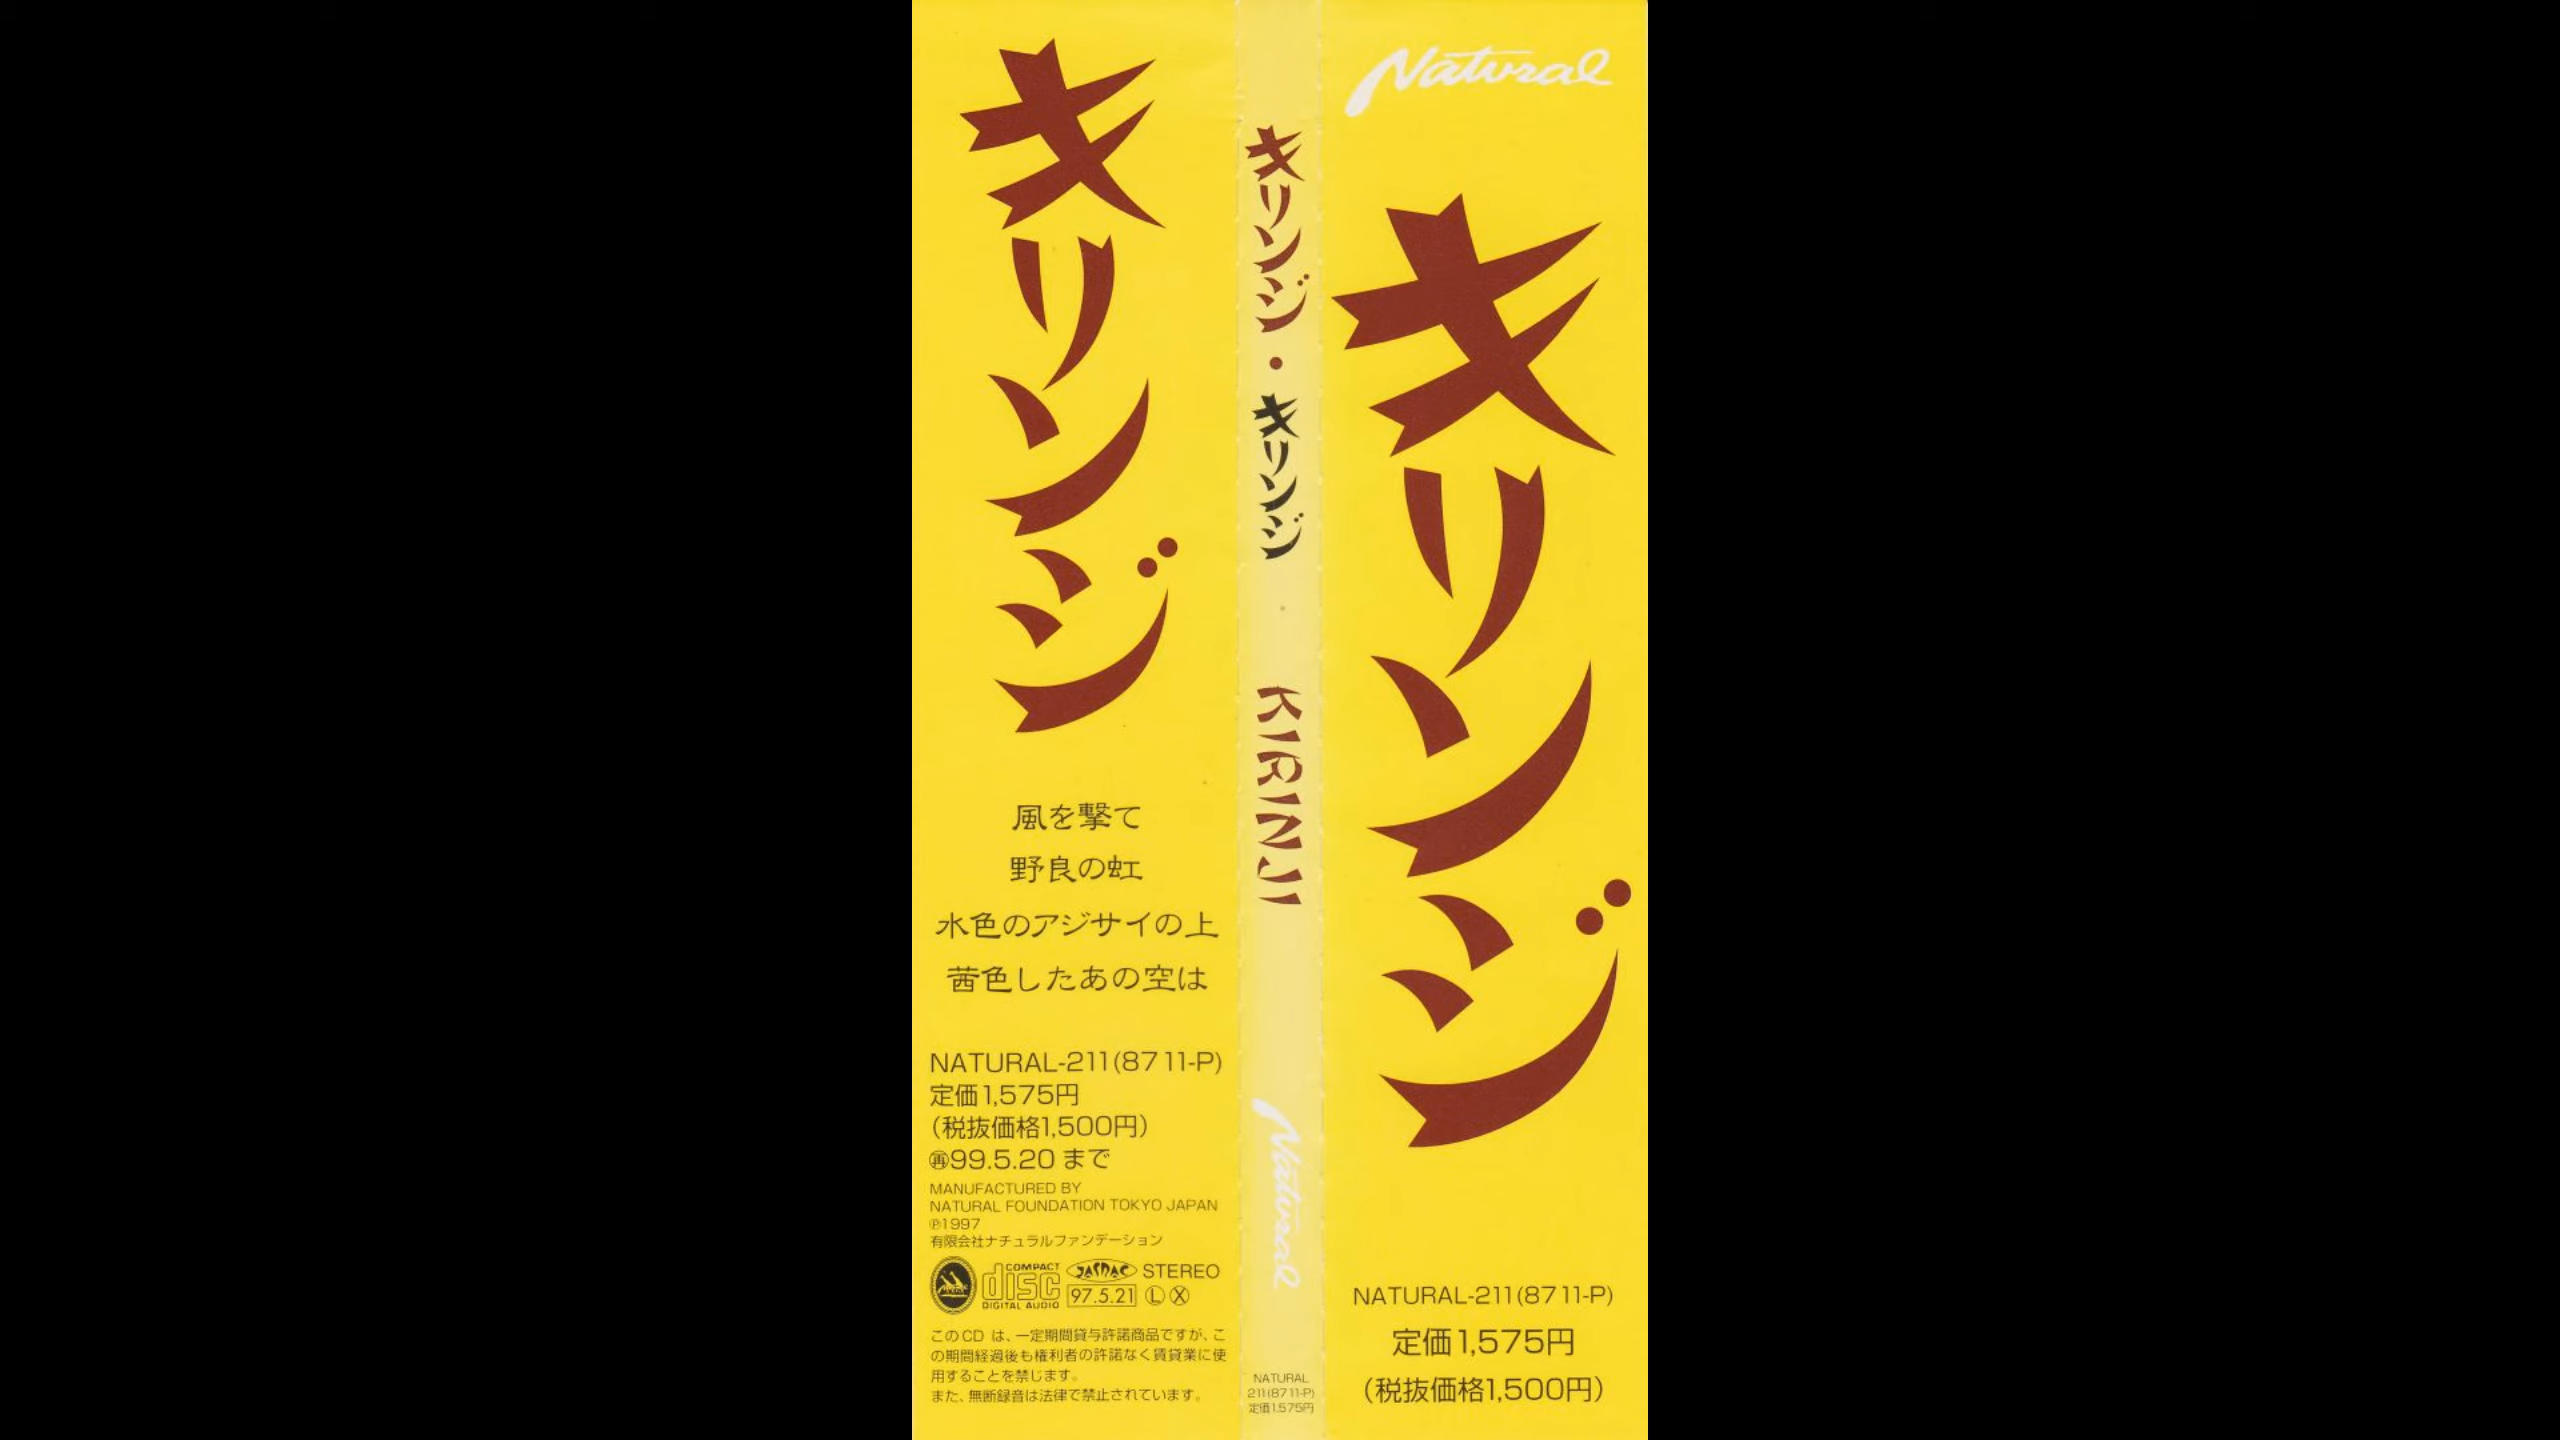 キリンジ
風を撃て
野良の虹
水色のアジサイの上
茜色したあの空は
NATURAL-211(8711-P)
定価1,575円
(税抜価格1,500円)
㊢99.5.20 まで
MANUFACTURED BY
NATURAL FOUNDATION TOKYO JAPAN
℗1997
有限会社ナチュラルファンデーション
COMPACT
disc
DIGITAL AUDIO
JASRAC
STEREO
97.5.21 Ⓛ Ⓧ
このCD は、一定期間貸与許諾商品ですが、こ
の期間経過後も権利者の許諾なく賃貸業に使
用することを禁じます。
また、無断録音は法律で禁止されています。
キリンジ・キリンジ
KIRINJI
Natural
NATURAL
211(8711-P)
定価1,575円
Natural
キリンジ
NATURAL-211(8711-P)
定価1,575円
(税抜価格1,500円)